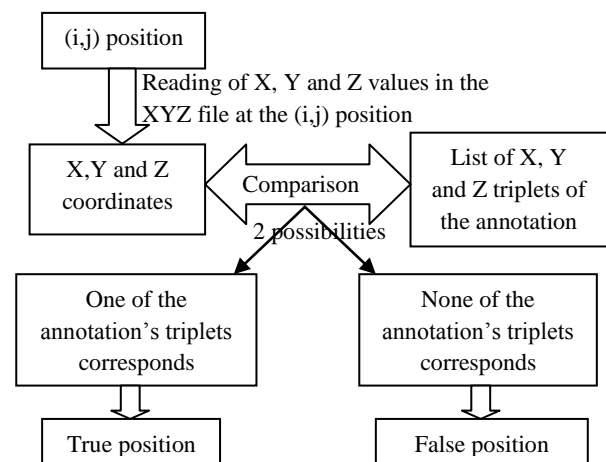 (i,j) position
Reading of X, Y and Z values in the
XYZ file at the (i,j) position
X,Y and Z
coordinates
Comparison
List of X, Y
and Z triplets of
the annotation
2 possibilities
One of the
annotation’s triplets
corresponds
None of the
annotation’s triplets
corresponds
True position
False position